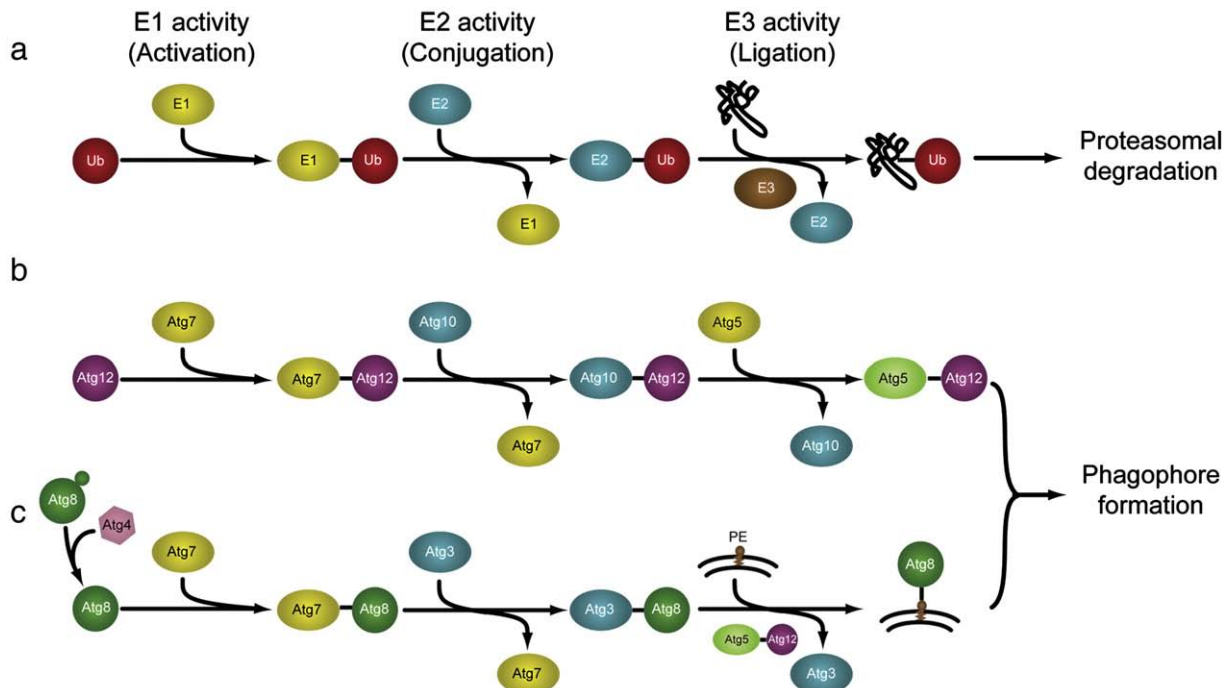 E1 activity
(Activation)
E2 activity
(Conjugation)
E3 activity
(Ligation)
a
E1
E2
Ub
E1
Ub
E2
Ub
E3
Ub
E1
E2
Proteasomal
degradation
b
Atg7
Atg10
Atg5
Atg12
Atg7
Atg12
Atg10
Atg12
Atg5
Atg12
Atg7
Atg10
Phagophore
formation
c
Atg8
Atg4
Atg7
Atg3
PE
Atg8
Atg8
Atg7
Atg8
Atg3
Atg8
Atg5
Atg12
Atg7
Atg3